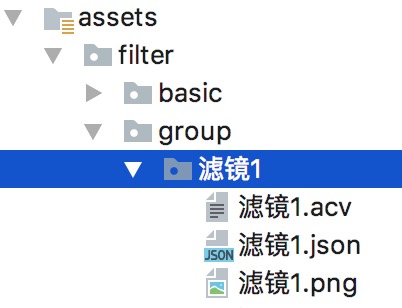 assets
filter
basic
group
滤镜1
滤镜1.acv
JSON 滤镜1.json
滤镜1.png